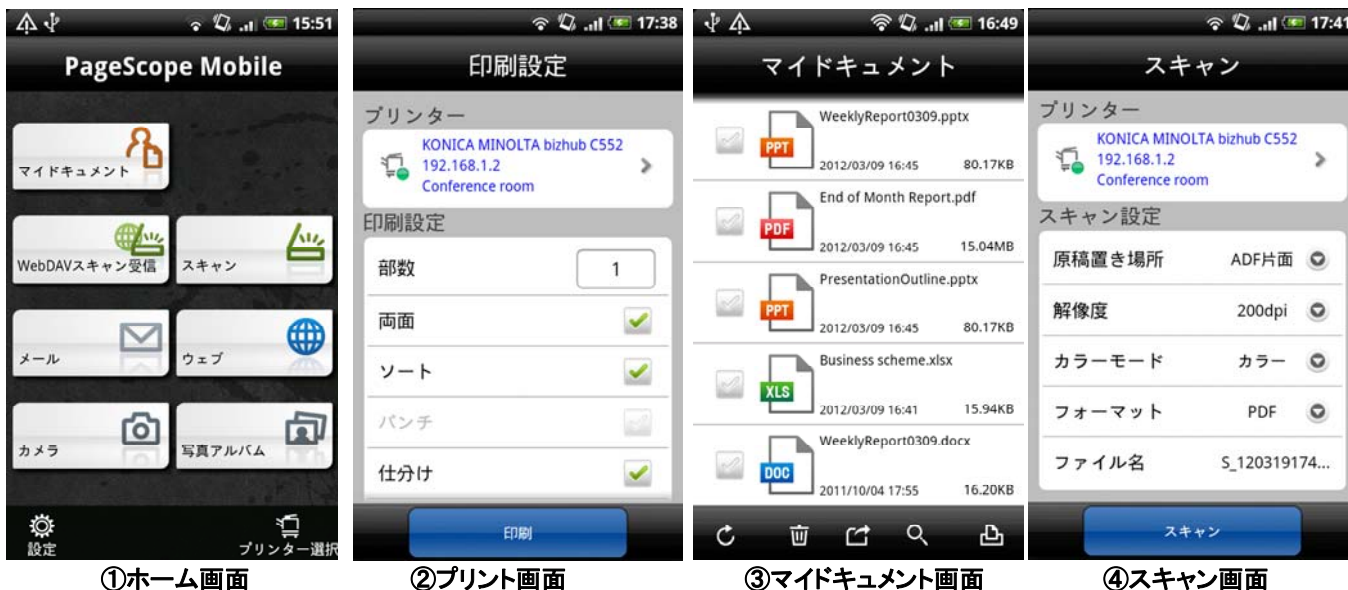 15:51
PageScope Mobile
マイドキュメント
WebDAVスキャン受信
スキャン
メール
ウェブ
カメラ
写真アルバム
設定
プリンター選択
①ホーム画面
17:38
印刷設定
プリンター
KONICA MINOLTA bizhub C552
192.168.1.2
Conference room
印刷設定
部数 1
両面
ソート
パンチ
仕分け
印刷
②プリント画面
16:49
マイドキュメント
WeeklyReport0309.pptx
PPT
2012/03/09 16:45 80.17KB
End of Month Report.pdf
PDF
2012/03/09 16:45 15.04MB
PresentationOutline.pptx
PPT
2012/03/09 16:45 80.17KB
Business scheme.xlsx
XLS
2012/03/09 16:41 15.94KB
WeeklyReport0309.docx
DOC
2011/10/04 17:55 16.20KB
③マイドキュメント画面
17:41
スキャン
プリンター
KONICA MINOLTA bizhub C552
192.168.1.2
Conference room
スキャン設定
原稿置き場所 ADF片面
解像度 200dpi
カラーモード カラー
フォーマット PDF
ファイル名 S_120319174...
スキャン
④スキャン画面